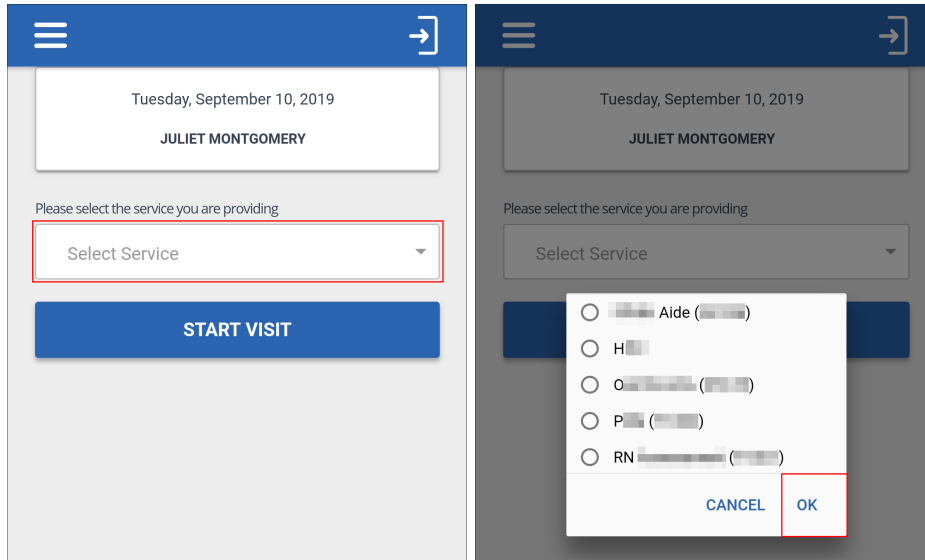 Tuesday, September 10, 2019
JULIET MONTGOMERY
Please select the service you are providing
Select Service
START VISIT
Tuesday, September 10, 2019
JULIET MONTGOMERY
Please select the service you are providing
Select Service
Aide ( )
H
O ( )
P ( )
RN ( )
CANCEL OK